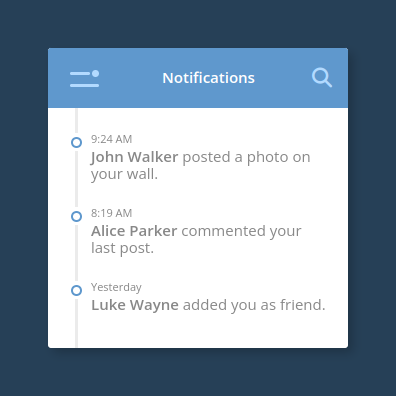 Notifications
9:24 AM
John Walker posted a photo on
your wall.
8:19 AM
Alice Parker commented your
last post.
Yesterday
Luke Wayne added you as friend.